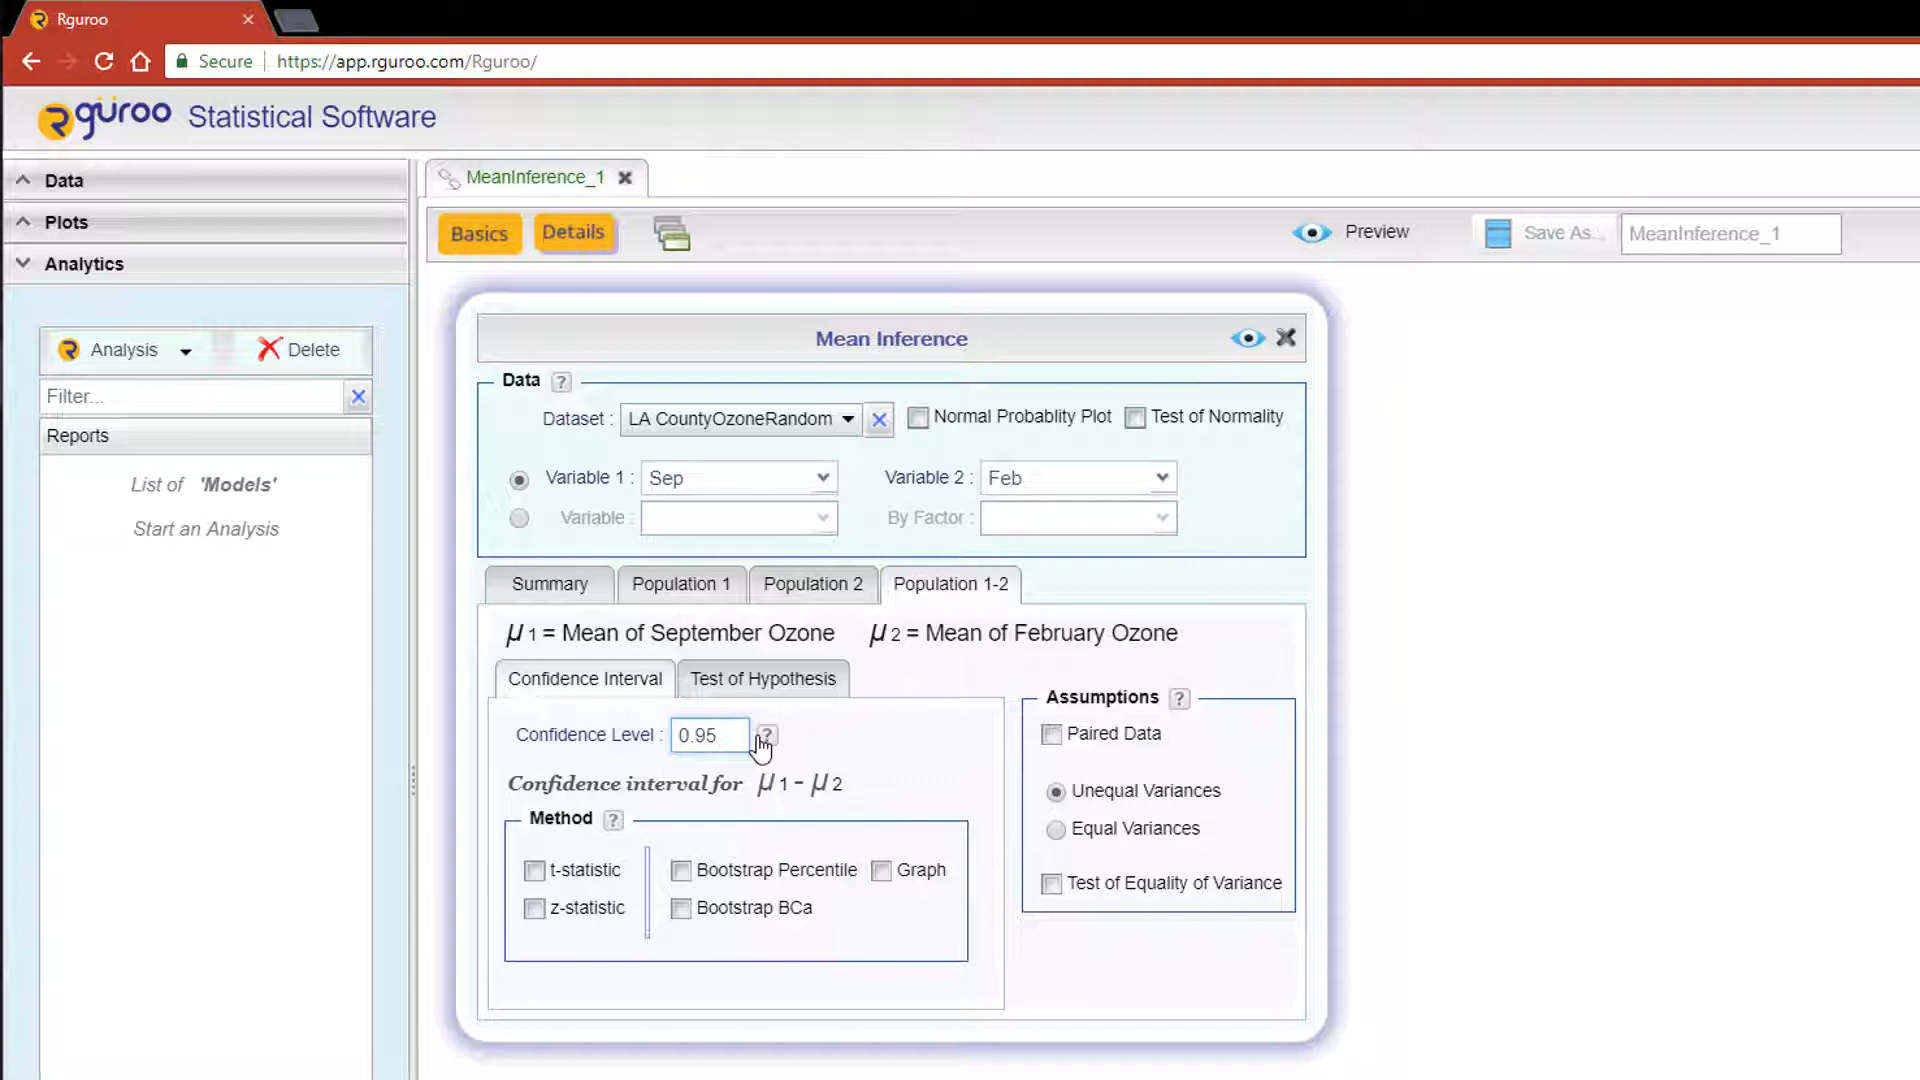 Rguroo
Secure https://app.rguroo.com/Rguroo/
rguroo Statistical Software
Data
Plots
Analytics
Analysis Delete
Filter...
Reports
List of 'Models'
Start an Analysis
MeanInference_1
Basics Details Preview Save As... MeanInference_1
Mean Inference
Data ?
Dataset : LA CountyOzoneRandom Normal Probablity Plot Test of Normality
Variable 1 : Sep Variable 2 : Feb
Variable : By Factor :
Summary Population 1 Population 2 Population 1-2
μ 1 = Mean of September Ozone μ 2 = Mean of February Ozone
Confidence Interval Test of Hypothesis
Confidence Level : 0.95 ?
Confidence interval for μ 1 - μ 2
Method ?
t-statistic Bootstrap Percentile Graph
z-statistic Bootstrap BCa
Assumptions ?
Paired Data
Unequal Variances
Equal Variances
Test of Equality of Variance